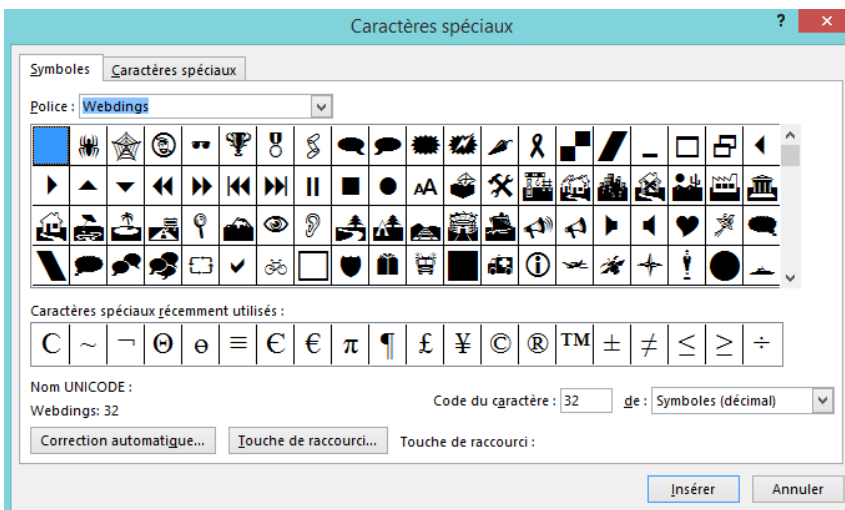 Caractères spéciaux ? ×
Symboles Caractères spéciaux
Police : Webdings
AA
Caractères spéciaux récemment utilisés :
C ~ ¬ Θ ө ≡ Є € π ¶ £ ¥ © ® ™ ± ≠ ≤ ≥ ÷
Nom UNICODE :
Webdings: 32
Code du caractère : 32 de : Symboles (décimal)
Correction automatique... Touche de raccourci... Touche de raccourci :
Insérer Annuler